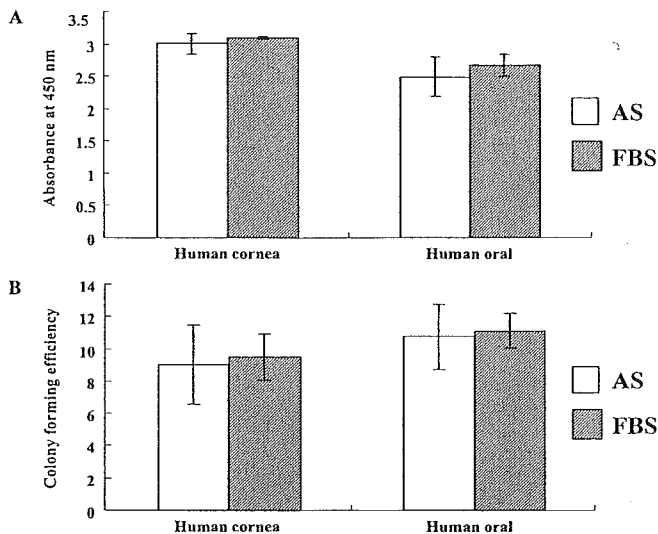 A
Absorbance at 450 nm
3.5
3
2.5
2
1.5
1
0.5
0
Human cornea
Human oral
AS
FBS
B
Colony forming efficiency
14
12
10
8
6
4
2
0
Human cornea
Human oral
AS
FBS